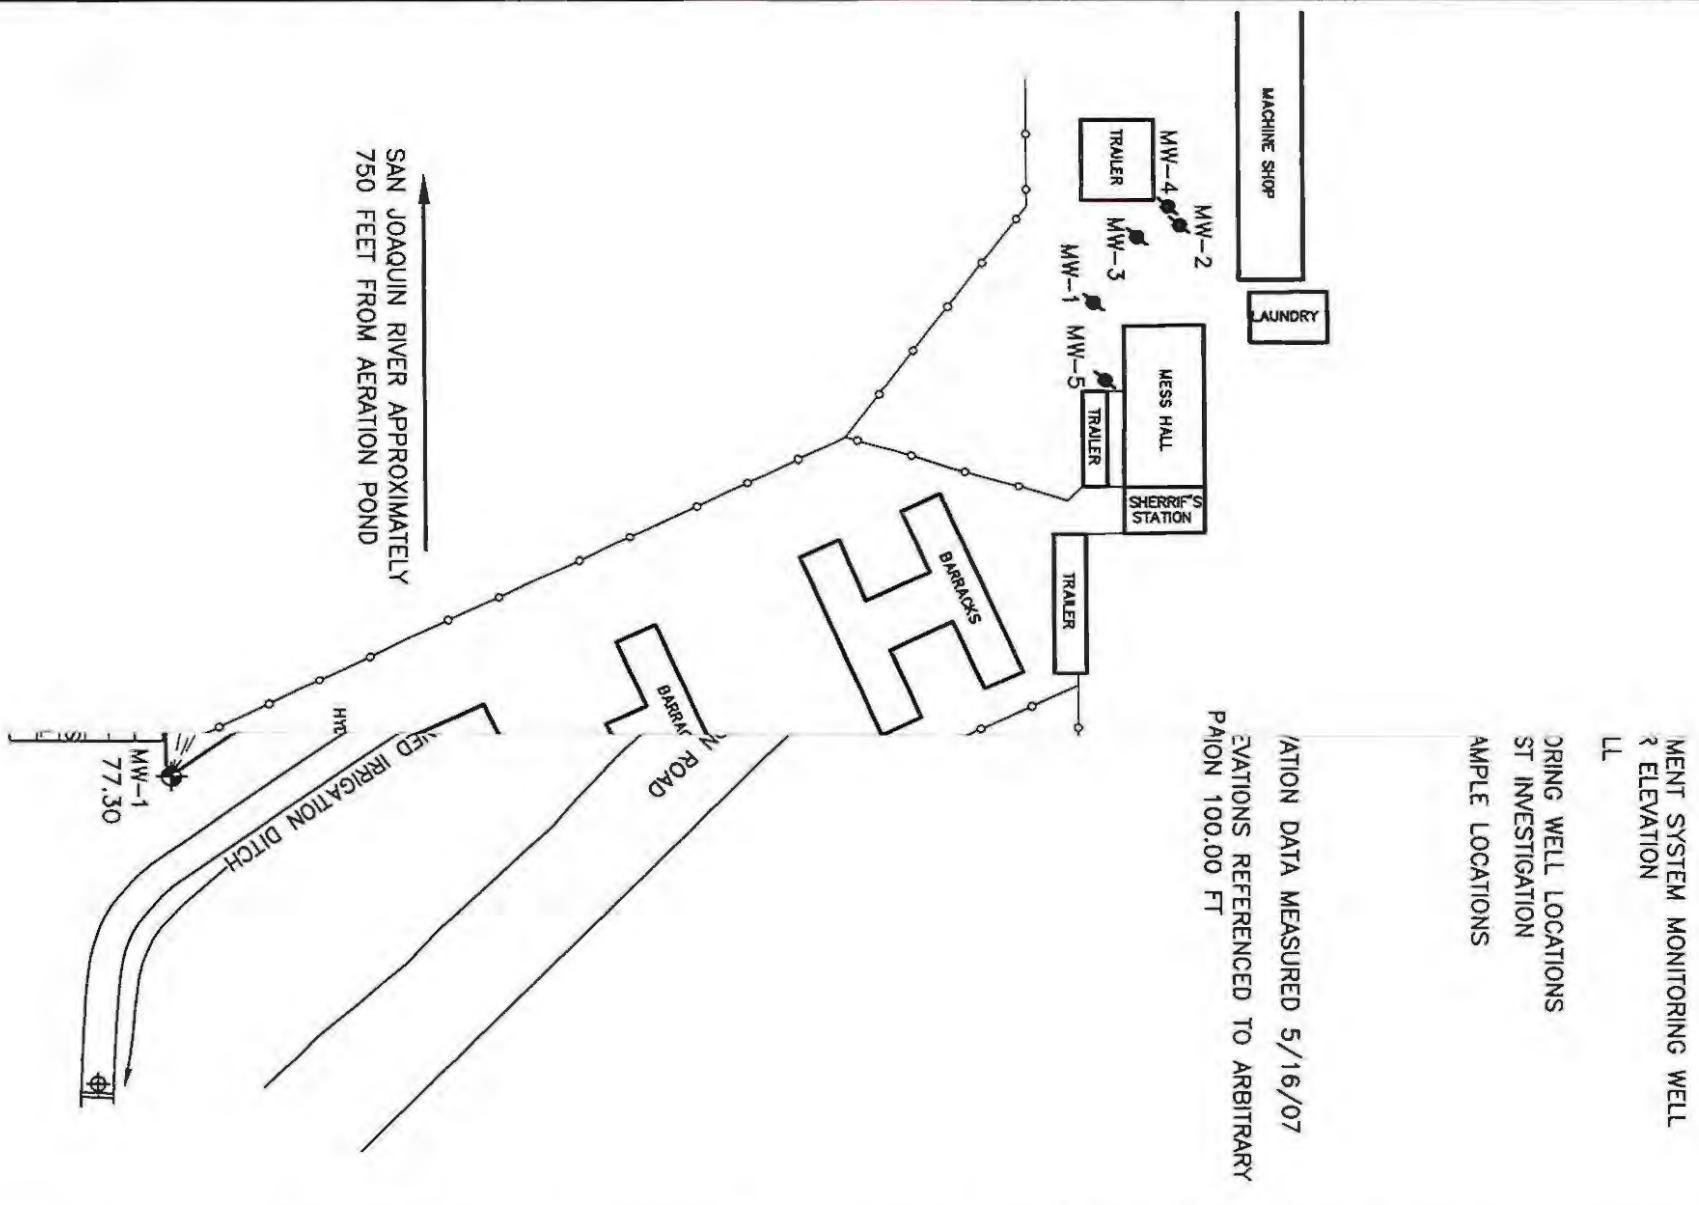 MACHINE SHOP
LAUNDRY
TRAILER
MW-4
MW-2
MW-3
MW-1
MW-5
MESS HALL
TRAILER
SHERRIF'S
STATION
TRAILER
BARRACKS
SAN JOAQUIN RIVER APPROXIMATELY
750 FEET FROM AERATION POND
MENT SYSTEM MONITORING WELL
ELEVATION
LL
ORING WELL LOCATIONS
ST INVESTIGATION
AMPLE LOCATIONS
ATION DATA MEASURED 5/16/07
EVATIONS REFERENCED TO ARBITRARY
100.00 FT
ROAD
NED IRRIGATION DITCH
MW-1
77.30